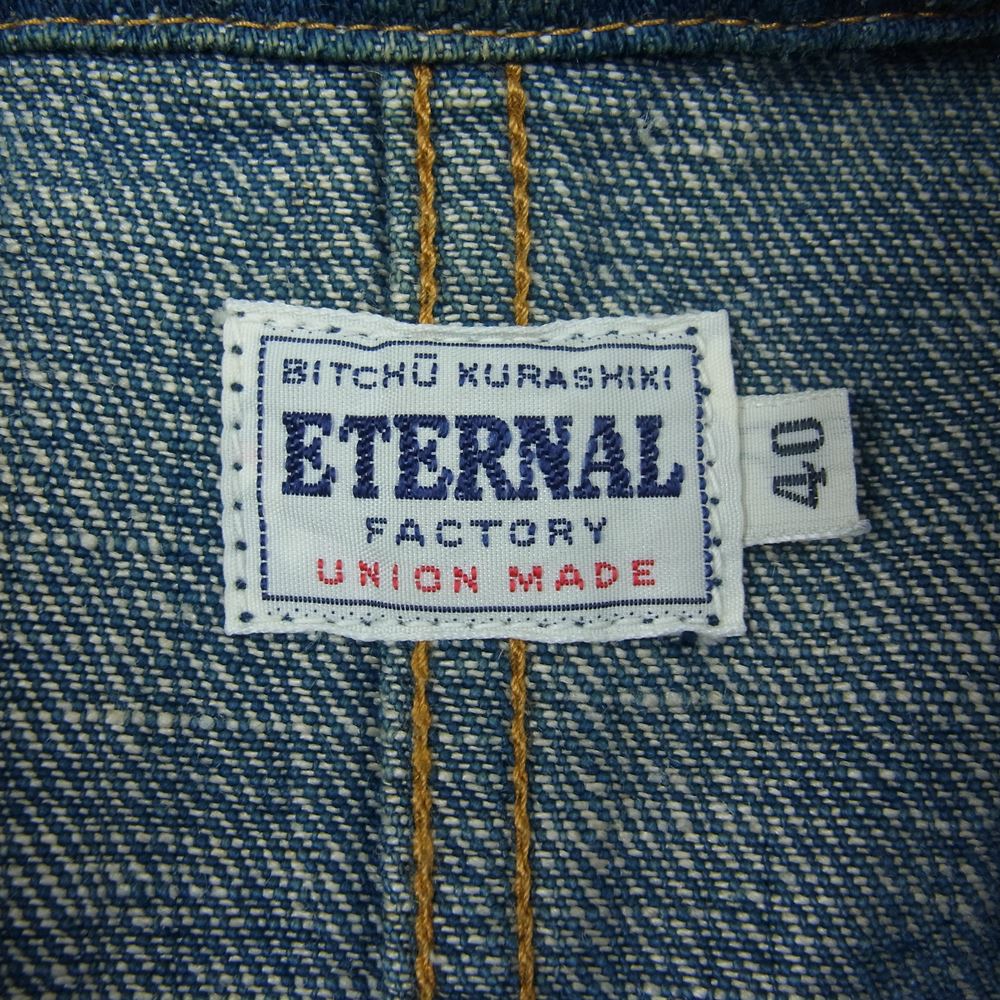 BITCHŪ KURASHIKI
ETERNAL
FACTORY
UNION MADE
40